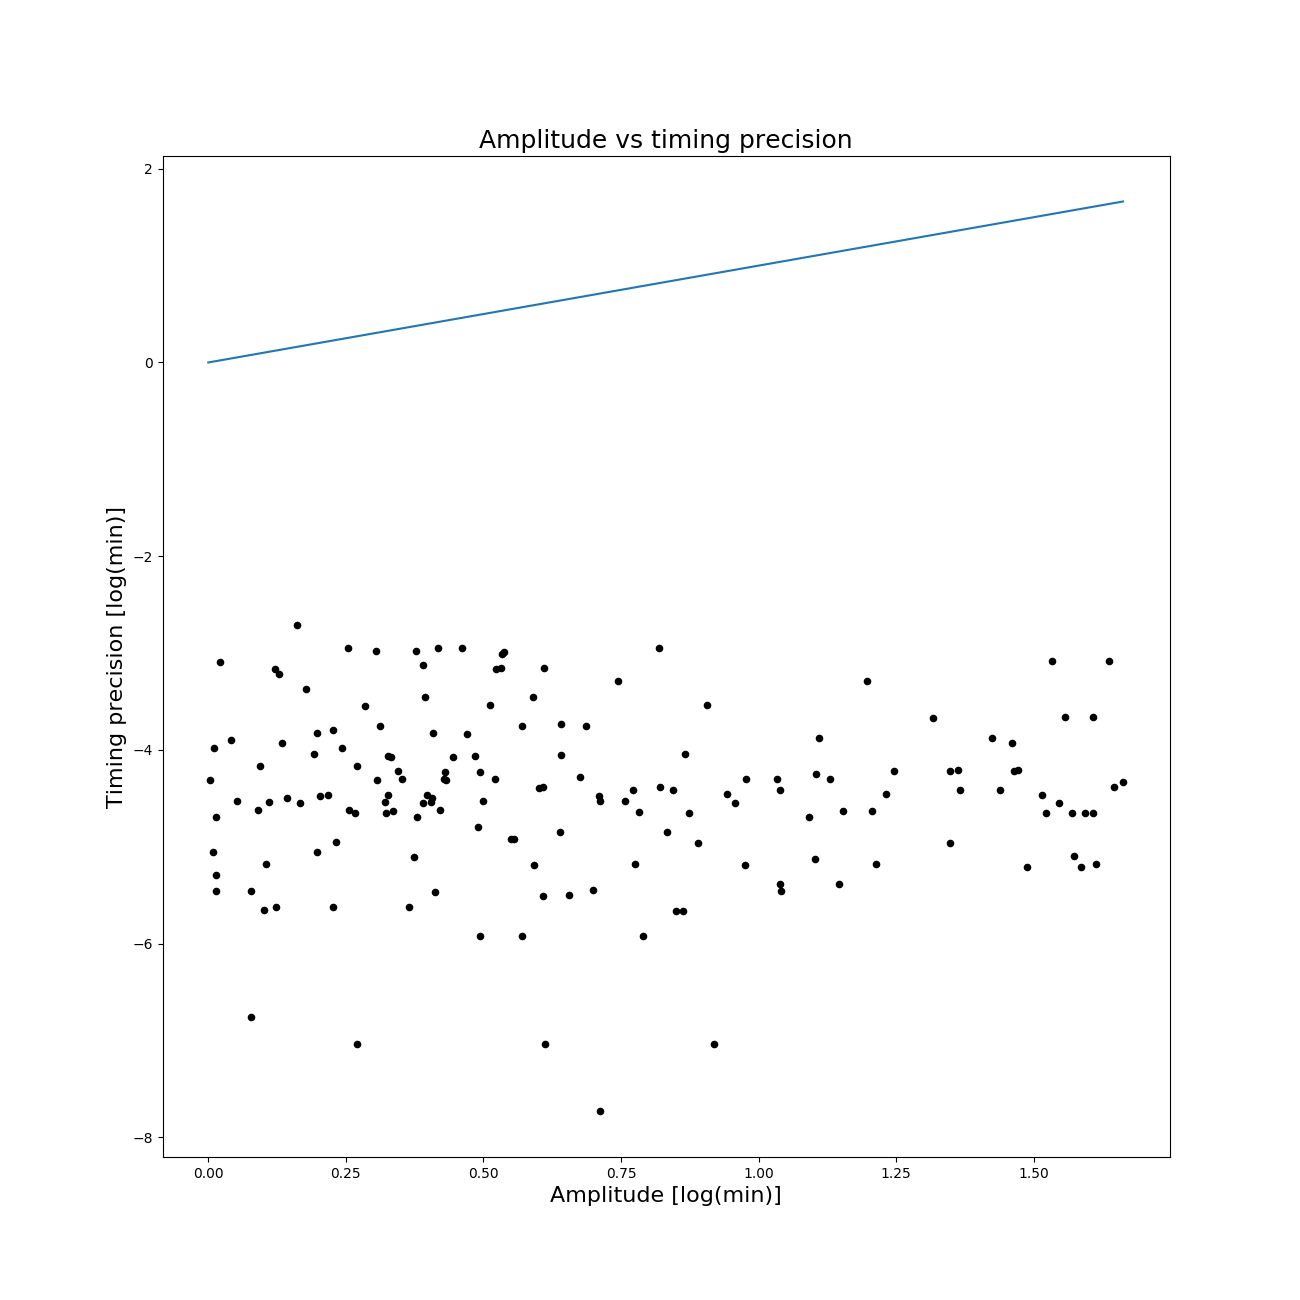 Amplitude vs timing precision
2
0
−2
−4
−6
−8
Timing precision [log(min)]
0.00 0.25 0.50 0.75 1.00 1.25 1.50
Amplitude [log(min)]